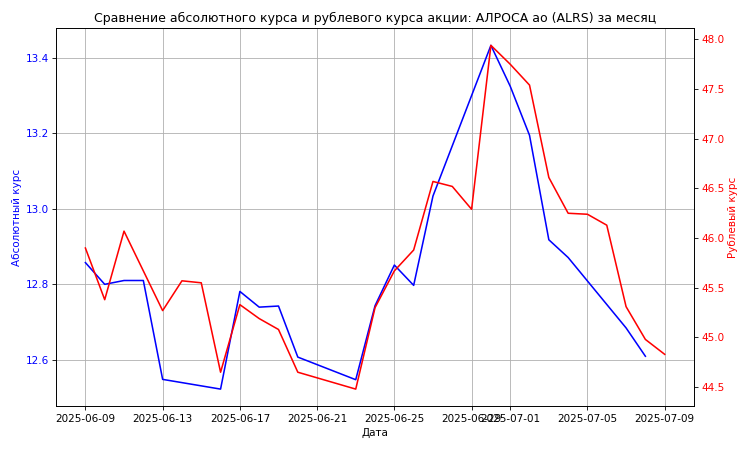 Сравнение абсолютного курса и рублевого курса акции: АЛРОСА ао (ALRS) за месяц
13.4
13.2
13.0
12.8
12.6
Абсолютный курс
48.0
47.5
47.0
46.5
46.0
45.5
45.0
44.5
Рублевый курс
2025-06-09 2025-06-13 2025-06-17 2025-06-21 2025-06-25 2025-06-29 2025-07-01 2025-07-05 2025-07-09
Дата